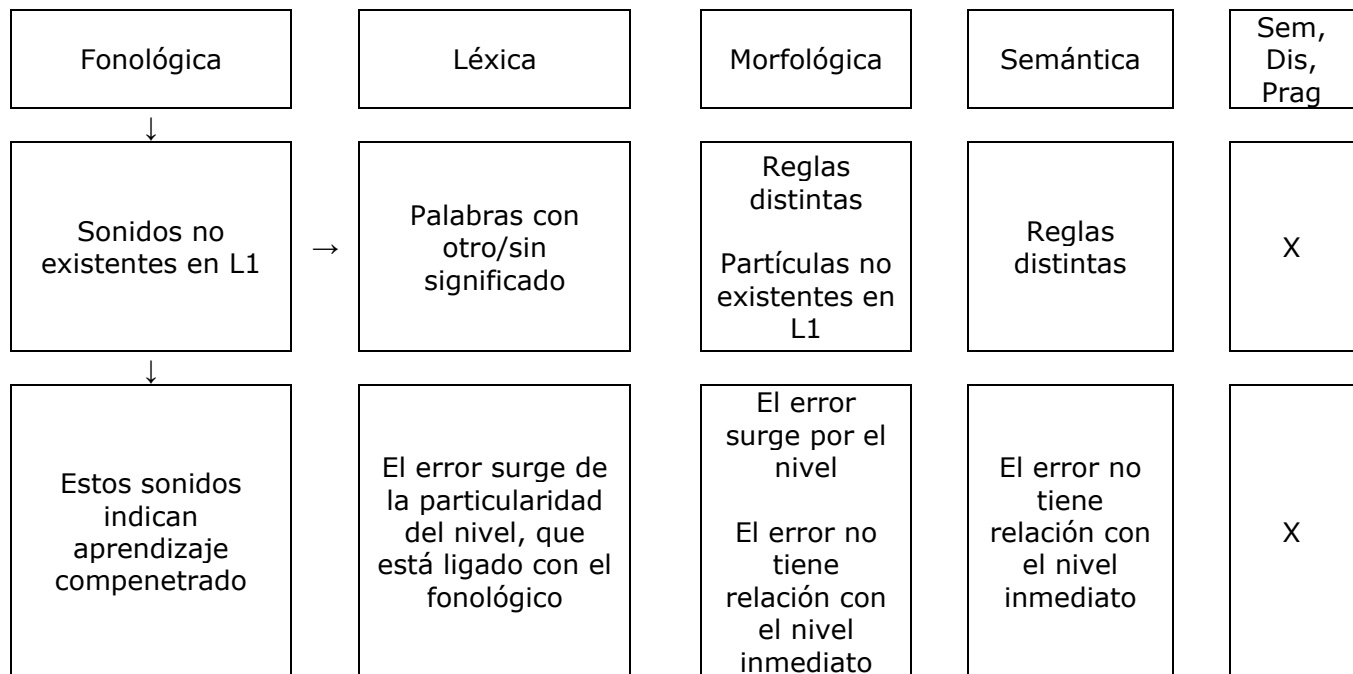 Fonológica
Léxica
Morfológica
Semántica
Sem,
Dis,
Prag
↓
Sonidos no
existentes en L1
→
Palabras con
otro/sin
significado
Reglas
distintas
Partículas no
existentes en
L1
Reglas
distintas
X
↓
Estos sonidos
indican
aprendizaje
compenetrado
El error surge de
la particularidad
del nivel, que
está ligado con el
fonológico
El error
surge por el
nivel
El error no
tiene
relación con
el nivel
inmediato
El error no
tiene
relación con
el nivel
inmediato
X